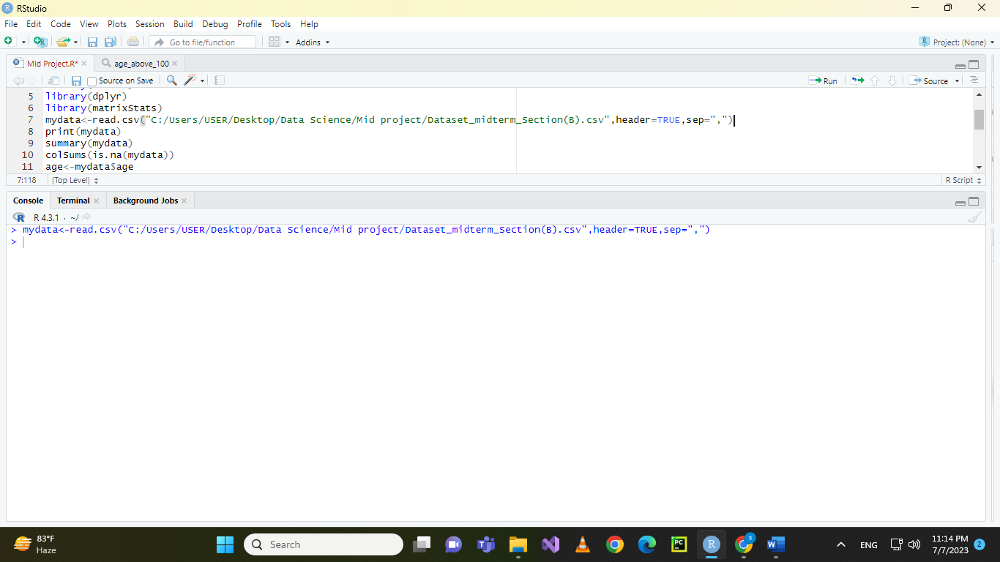 RStudio
File Edit Code View Plots Session Build Debug Profile Tools Help
Go to file/function Addins Project: (None)
Mid Project.R* age_above_100
Source on Save Run Source
5 library(dplyr)
6 library(matrixStats)
7 mydata<-read.csv("C:/Users/USER/Desktop/Data Science/Mid project/Dataset_midterm_Section(B).csv",header=TRUE,sep=",")
8 print(mydata)
9 summary(mydata)
10 colSums(is.na(mydata))
11 age<-mydata$age
7:118 (Top Level) R Script
Console Terminal Background Jobs
R R 4.3.1 · ~/
> mydata<-read.csv("C:/Users/USER/Desktop/Data Science/Mid project/Dataset_midterm_Section(B).csv",header=TRUE,sep=",")
>
83°F
Haze
Search
PC
R
S
W
ENG
11:14 PM
7/7/2023
2